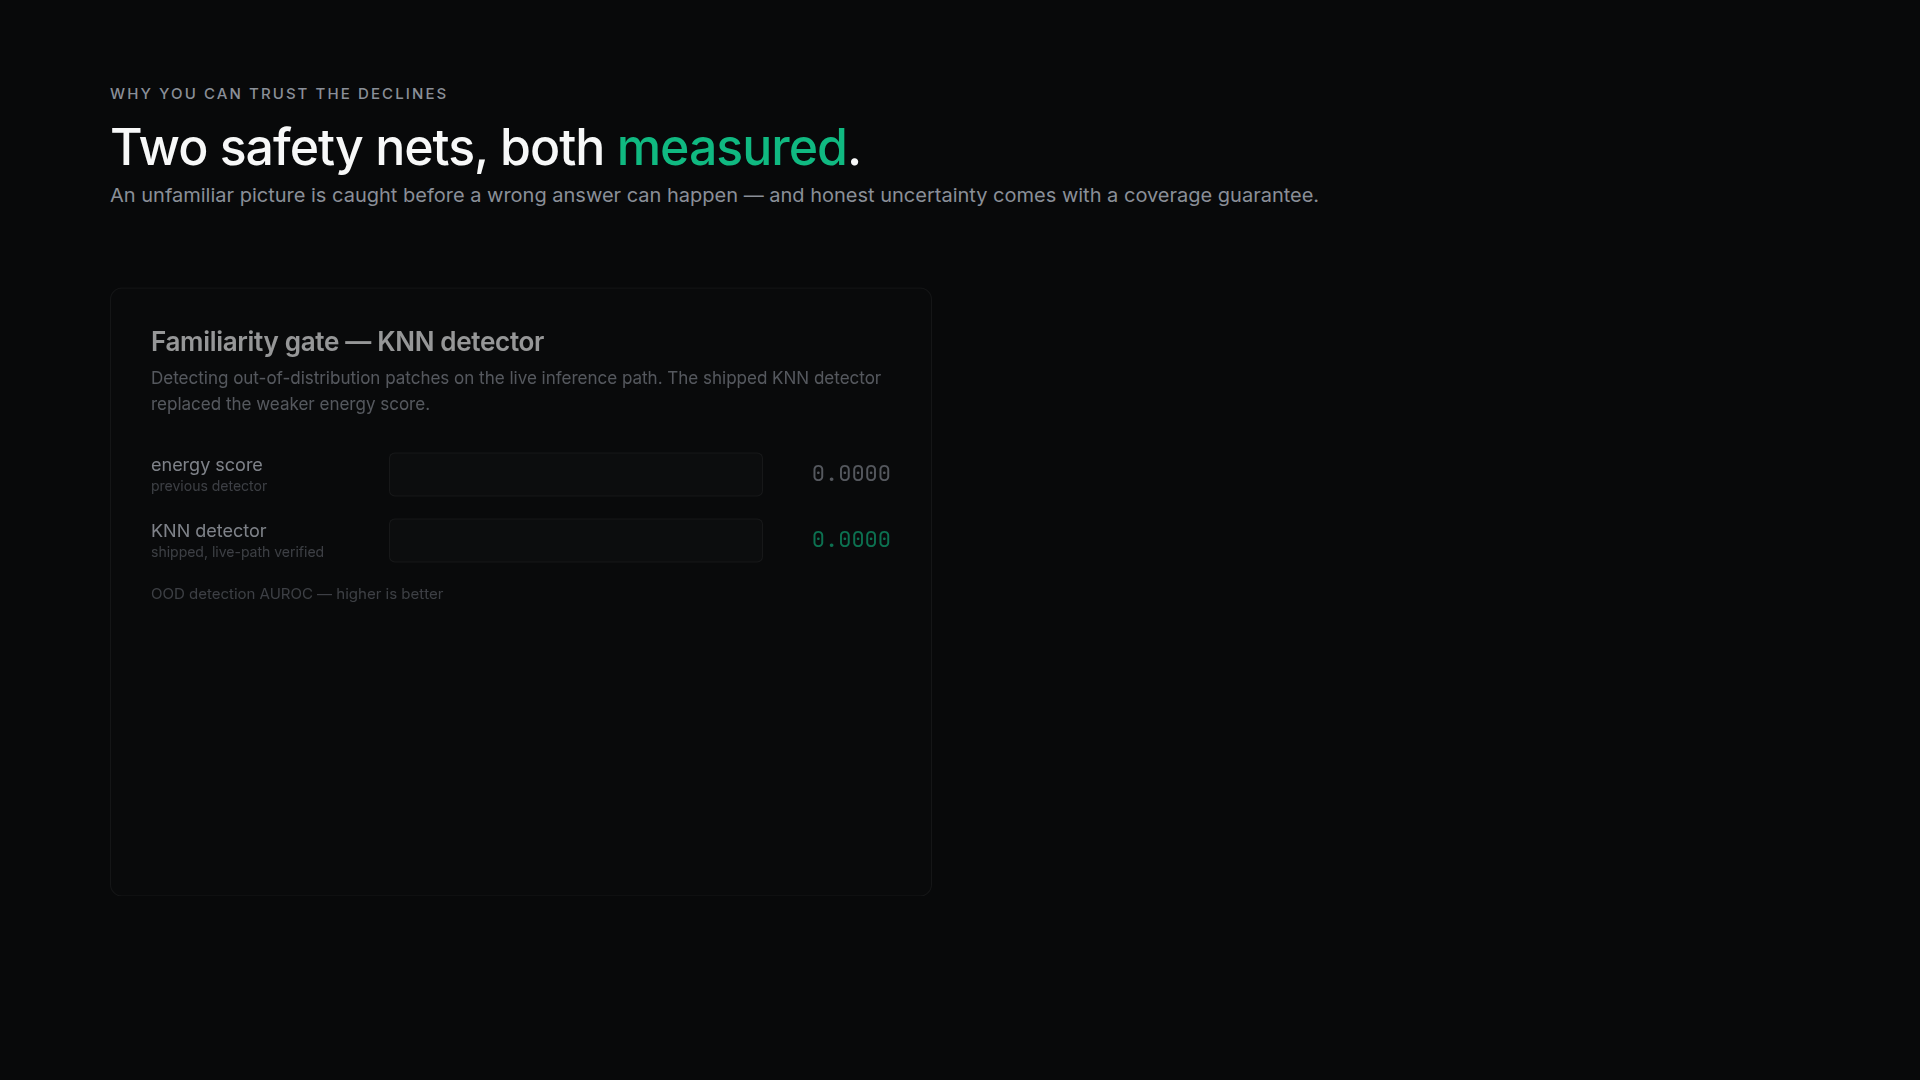 WHY YOU CAN TRUST THE DECLINES
Two safety nets, both measured.
An unfamiliar picture is caught before a wrong answer can happen — and honest uncertainty comes with a coverage guarantee.
Familiarity gate — KNN detector
Detecting out-of-distribution patches on the live inference path. The shipped KNN detector
replaced the weaker energy score.
energy score
previous detector
0.0000
KNN detector
shipped, live-path verified
0.0000
OOD detection AUROC — higher is better